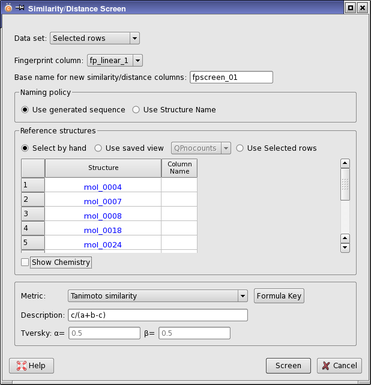 Similarity/Distance Screen
Data set: Selected rows
Fingerprint column: fp_linear_1
Base name for new similarity/distance columns: fpscreen_01
Naming policy
Use generated sequence Use Structure Name
Reference structures
Select by hand Use saved view QPnocounts Use Selected rows
Structure Column Name
1 mol_0004
2 mol_0007
3 mol_0008
4 mol_0018
5 mol_0024
Show Chemistry
Metric: Tanimoto similarity Formula Key
Description: c/(a+b-c)
Tversky: α= 0.5 β= 0.5
Help Screen Cancel